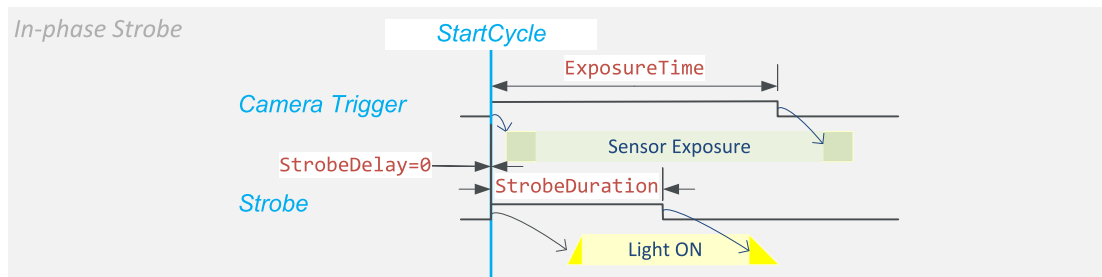 In-phase Strobe
StartCycle
ExposureTime
Camera Trigger
Sensor Exposure
StrobeDelay=0
StrobeDuration
Strobe
Light ON